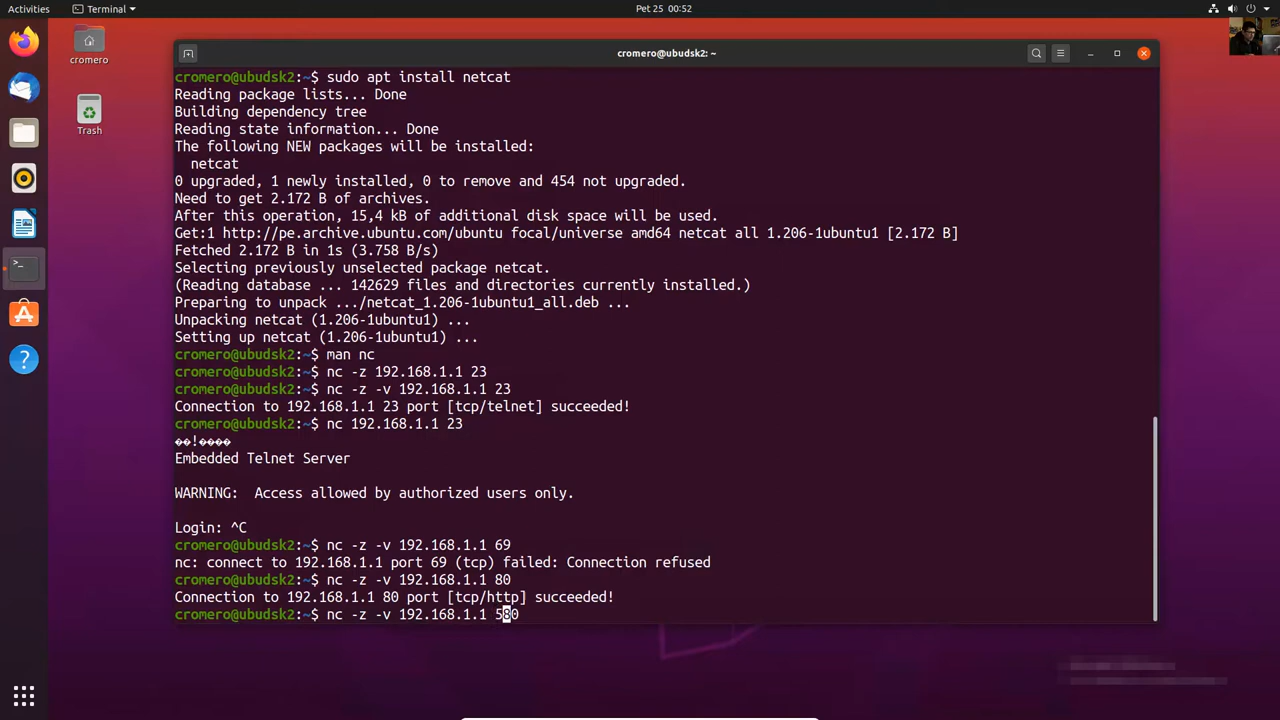 Activities
Terminal
Pet 25 00:52
cromero
Trash
cromero@ubudsk2: ~
cromero@ubudsk2:~$ sudo apt install netcat
Reading package lists... Done
Building dependency tree
Reading state information... Done
The following NEW packages will be installed:
netcat
0 upgraded, 1 newly installed, 0 to remove and 454 not upgraded.
Need to get 2.172 B of archives.
After this operation, 15,4 kB of additional disk space will be used.
Get:1 http://pe.archive.ubuntu.com/ubuntu focal/universe amd64 netcat all 1.206-1ubuntu1 [2.172 B]
Fetched 2.172 B in 1s (3.758 B/s)
Selecting previously unselected package netcat.
(Reading database ... 142629 files and directories currently installed.)
Preparing to unpack .../netcat_1.206-1ubuntu1_all.deb ...
Unpacking netcat (1.206-1ubuntu1) ...
Setting up netcat (1.206-1ubuntu1) ...
cromero@ubudsk2:~$ man nc
cromero@ubudsk2:~$ nc -z 192.168.1.1 23
cromero@ubudsk2:~$ nc -z -v 192.168.1.1 23
Connection to 192.168.1.1 23 port [tcp/telnet] succeeded!
cromero@ubudsk2:~$ nc 192.168.1.1 23
��!����
Embedded Telnet Server
WARNING:  Access allowed by authorized users only.
Login: ^C
cromero@ubudsk2:~$ nc -z -v 192.168.1.1 69
nc: connect to 192.168.1.1 port 69 (tcp) failed: Connection refused
cromero@ubudsk2:~$ nc -z -v 192.168.1.1 80
Connection to 192.168.1.1 80 port [tcp/http] succeeded!
cromero@ubudsk2:~$ nc -z -v 192.168.1.1 580